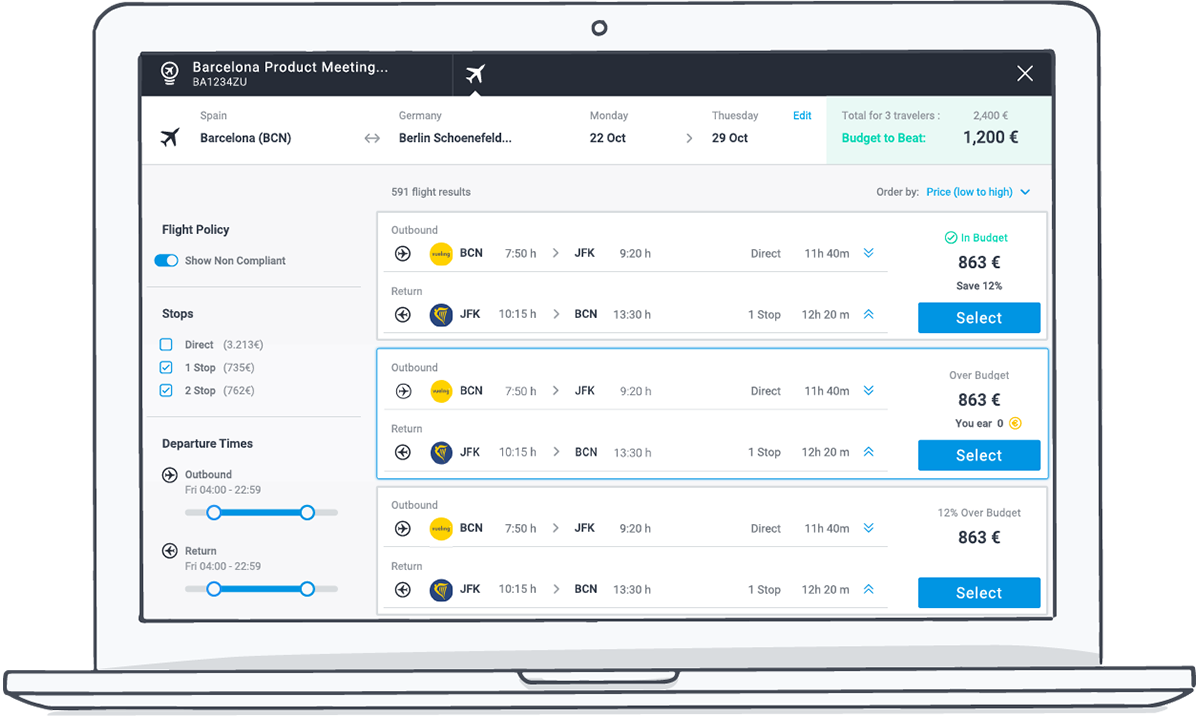 Barcelona Product Meeting...
BA1234ZU
Spain
Barcelona (BCN)
Germany
Berlin Schoenefeld...
Monday
22 Oct
Thuesday
29 Oct
Edit
Total for 3 travelers : 2,400 €
Budget to Beat: 1,200 €
591 flight results
Order by: Price (low to high)
Flight Policy
Show Non Compliant
Stops
Direct (3.213€)
1 Stop (735€)
2 Stop (762€)
Departure Times
Outbound
Fri 04:00 - 22:59
Return
Fri 04:00 - 22:59
Outbound
vueling BCN 7:50 h > JFK 9:20 h Direct 11h 40m
Return
JFK 10:15 h > BCN 13:30 h 1 Stop 12h 20 m
In Budget
863 €
Save 12%
Select
Outbound
vueling BCN 7:50 h > JFK 9:20 h Direct 11h 40m
Return
JFK 10:15 h > BCN 13:30 h 1 Stop 12h 20 m
Over Budget
863 €
You ear 0 €
Select
Outbound
vueling BCN 7:50 h > JFK 9:20 h Direct 11h 40m
Return
JFK 10:15 h > BCN 13:30 h 1 Stop 12h 20 m
12% Over Budget
863 €
Select